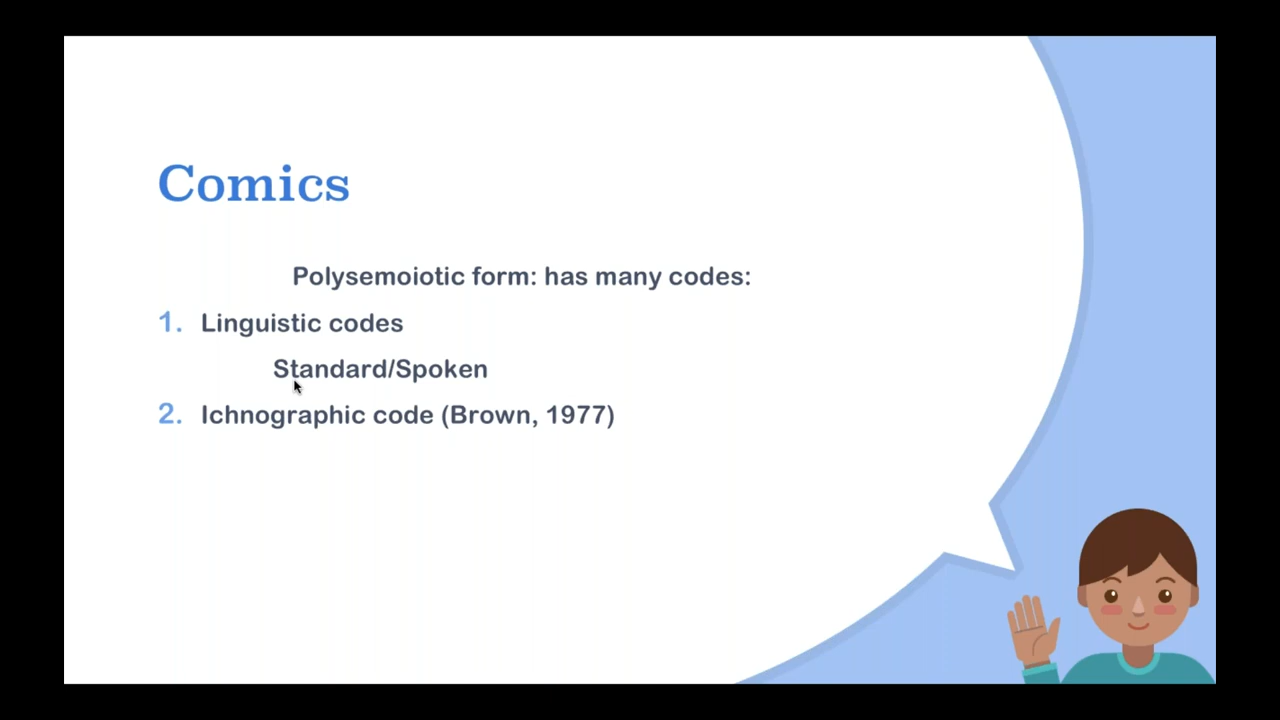 Comics
Polysemoiotic form: has many codes:
1. Linguistic codes
Standard/Spoken
2. Ichnographic code (Brown, 1977)